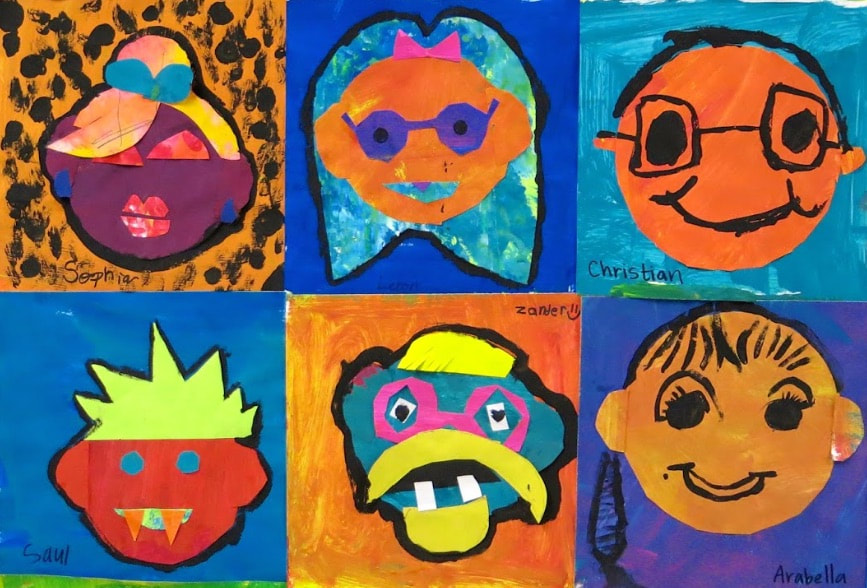 Sophia
Christian
zander
Saul
Arabella